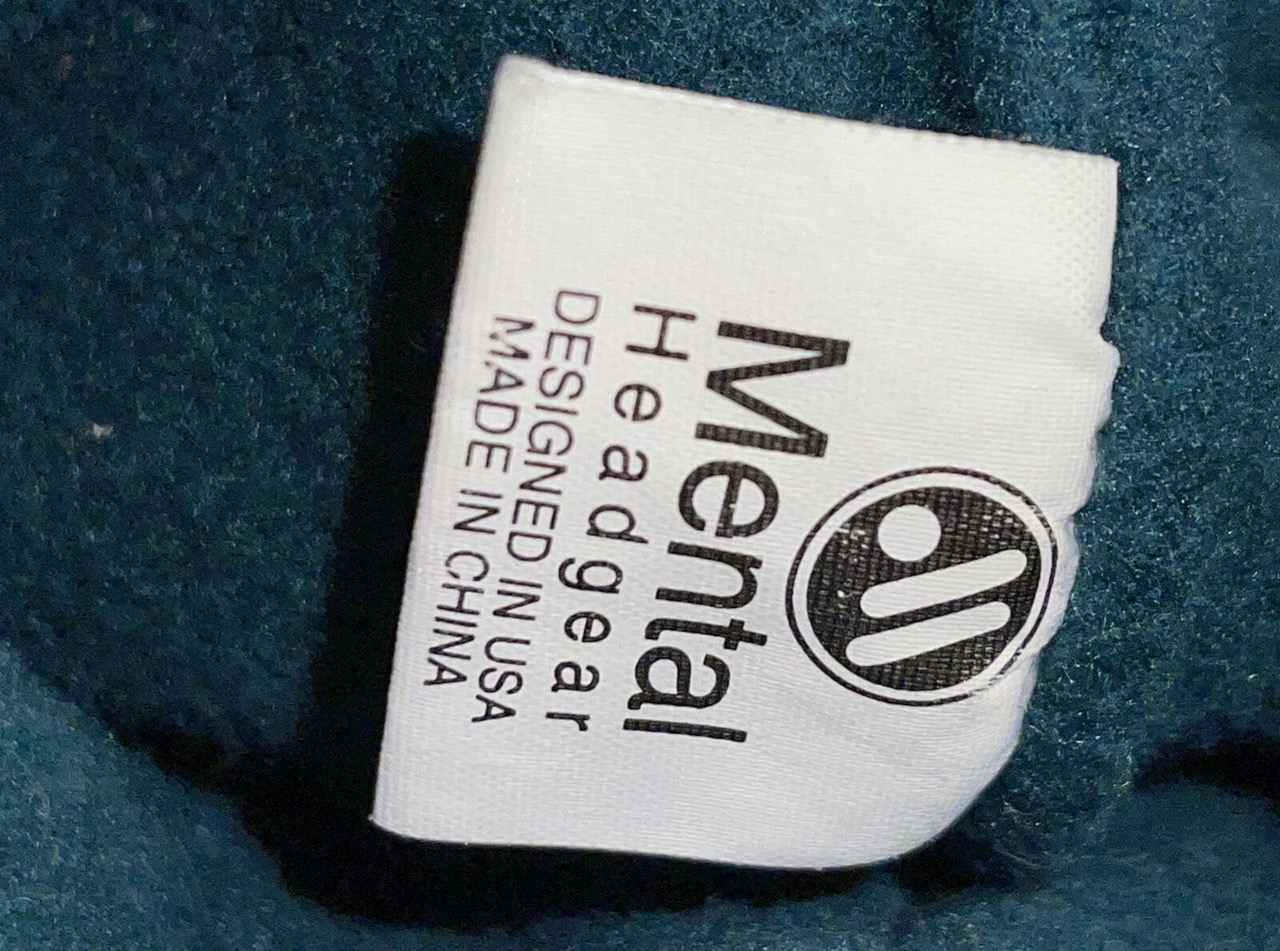 Mental
Headgear
DESIGNED IN USA
MADE IN CHINA